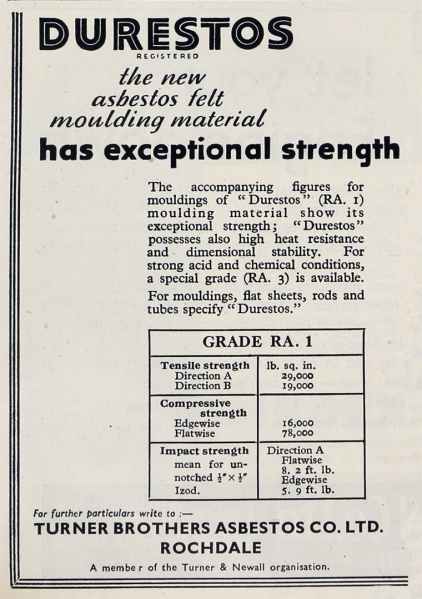 DURESTOS
REGISTERED
the new
asbestos felt
moulding material
has exceptional strength
The accompanying figures for
mouldings of “Durestos” (RA. 1)
moulding material show its
exceptional strength; “Durestos”
possesses also high heat resistance
and dimensional stability. For
strong acid and chemical conditions,
a special grade (RA. 3) is available.
For mouldings, flat sheets, rods and
tubes specify “Durestos.”
GRADE RA. 1
Tensile strength lb. sq. in.
Direction A 29,000
Direction B 19,000
Compressive
strength
Edgewise 16,000
Flatwise 78,000
Impact strength Direction A
mean for un- Flatwise
notched ½″ × ½″ 8. 2 ft. lb.
Izod. Edgewise
5. 9 ft. lb.
For further particulars write to :—
TURNER BROTHERS ASBESTOS CO. LTD.
ROCHDALE
A member of the Turner & Newall organisation.